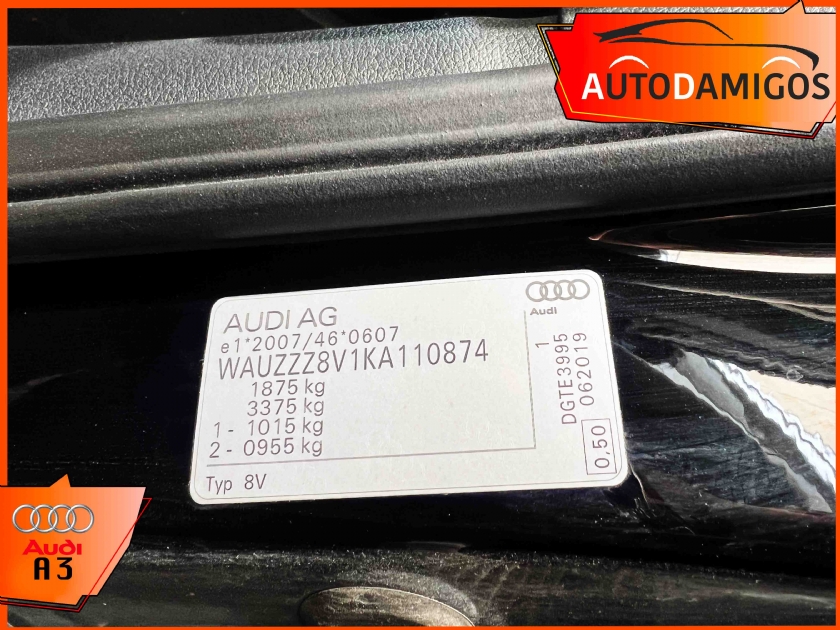 AUTODAMIGOS
AUDI AG
e1*2007/46*0607
WAUZZZ8V1KA110874
1875 kg
3375 kg
1 - 1015 kg
2 - 0955 kg
Typ 8V
Audi
1
DGTE3995
062019
0,50
Audi
A3